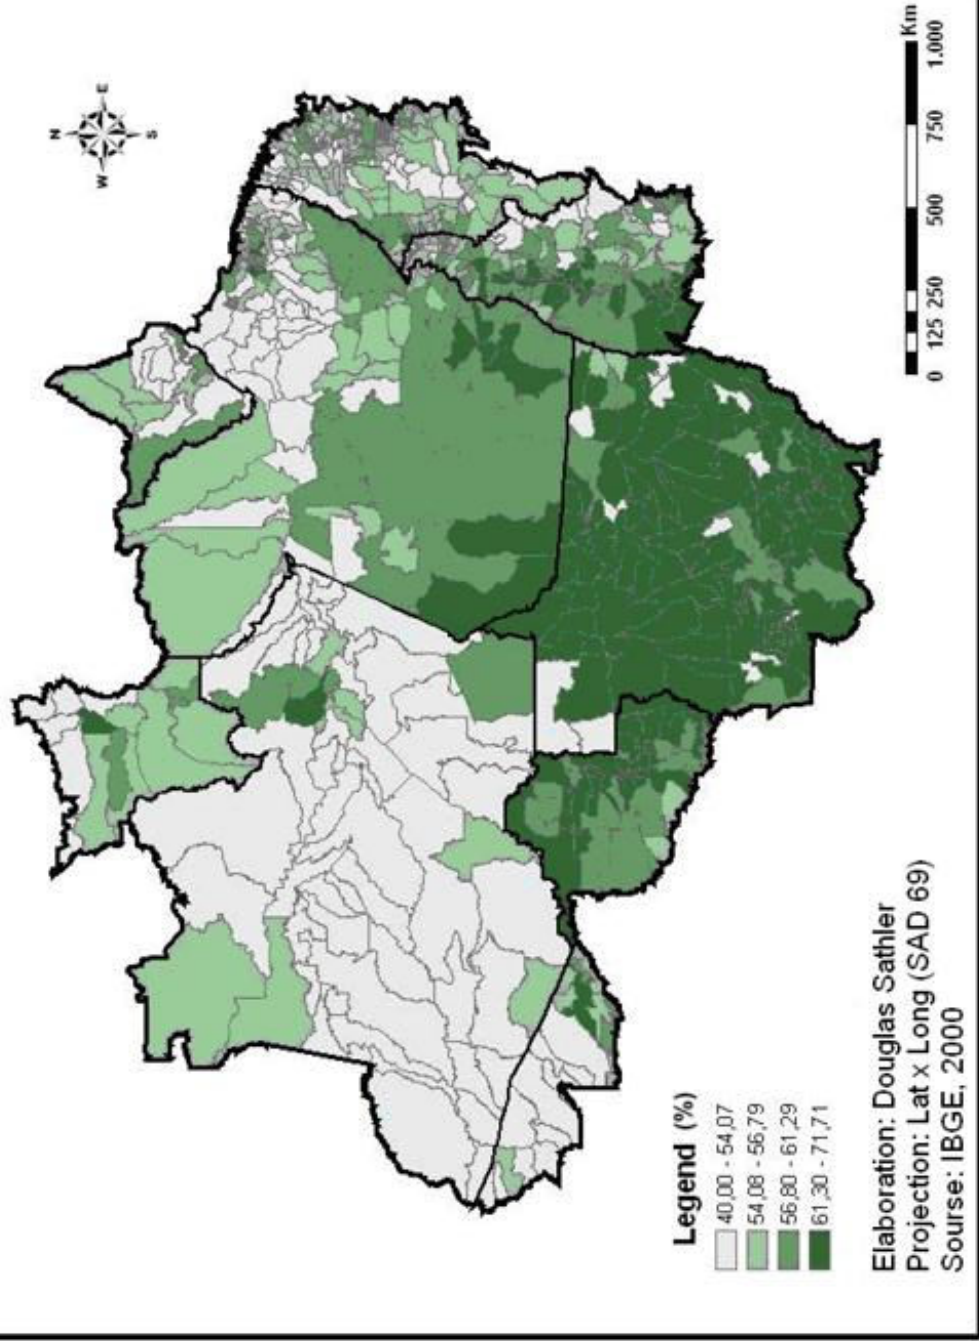 N
W
E
S
Legend (%)
40,00 - 54,07
54,08 - 56,79
56,80 - 61,29
61,30 - 71,71
Elaboration: Douglas Sathler
Projection: Lat x Long (SAD 69)
Sourse: IBGE, 2000
0 125 250 500 750 1.000
Km